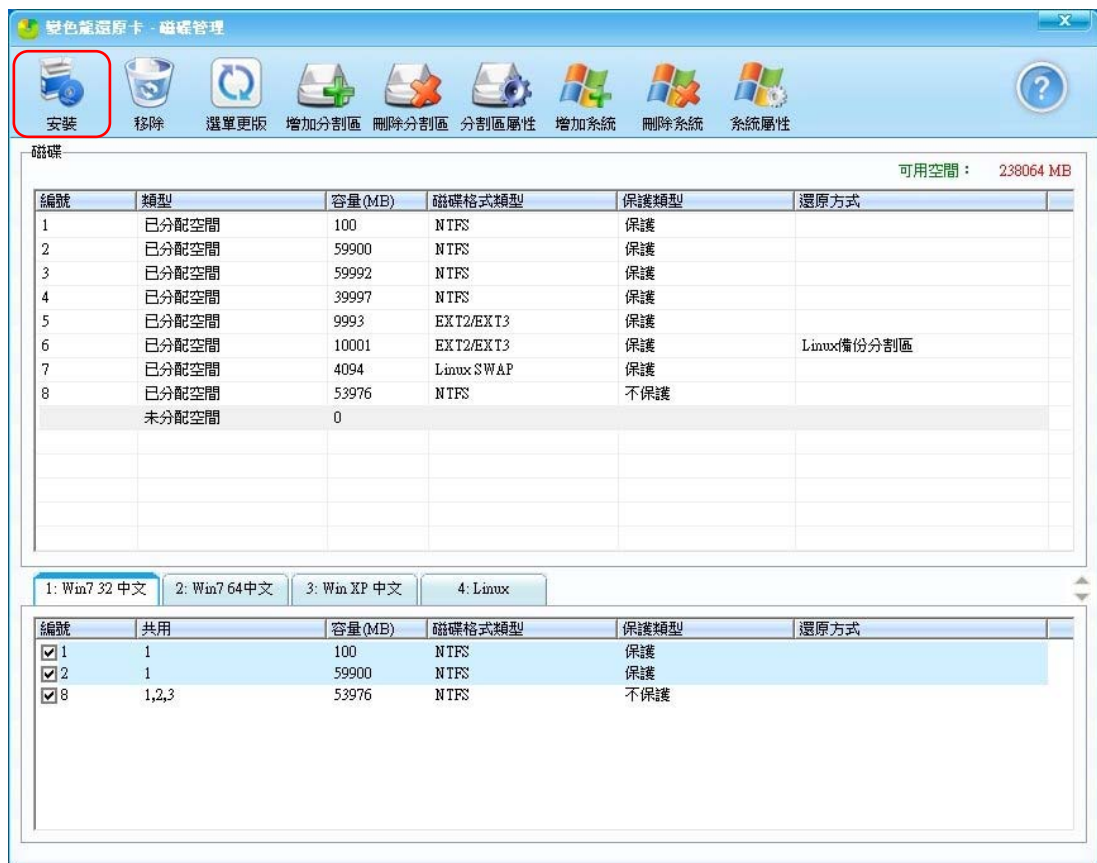 變色龍還原卡 - 磁碟管理
安裝 移除 選單更版 增加分割區 刪除分割區 分割區屬性 增加系統 刪除系統 系統屬性
磁碟
可用空間： 238064 MB
編號 類型 容量(MB) 磁碟格式類型 保護類型 還原方式
1 已分配空間 100 NTFS 保護
2 已分配空間 59900 NTFS 保護
3 已分配空間 59992 NTFS 保護
4 已分配空間 39997 NTFS 保護
5 已分配空間 9993 EXT2/EXT3 保護
6 已分配空間 10001 EXT2/EXT3 保護 Linux備份分割區
7 已分配空間 4094 Linux SWAP 保護
8 已分配空間 53976 NTFS 不保護
未分配空間 0
1: Win7 32 中文 2: Win7 64中文 3: Win XP 中文 4: Linux
編號 共用 容量(MB) 磁碟格式類型 保護類型 還原方式
1 1 100 NTFS 保護
2 1 59900 NTFS 保護
8 1,2,3 53976 NTFS 不保護